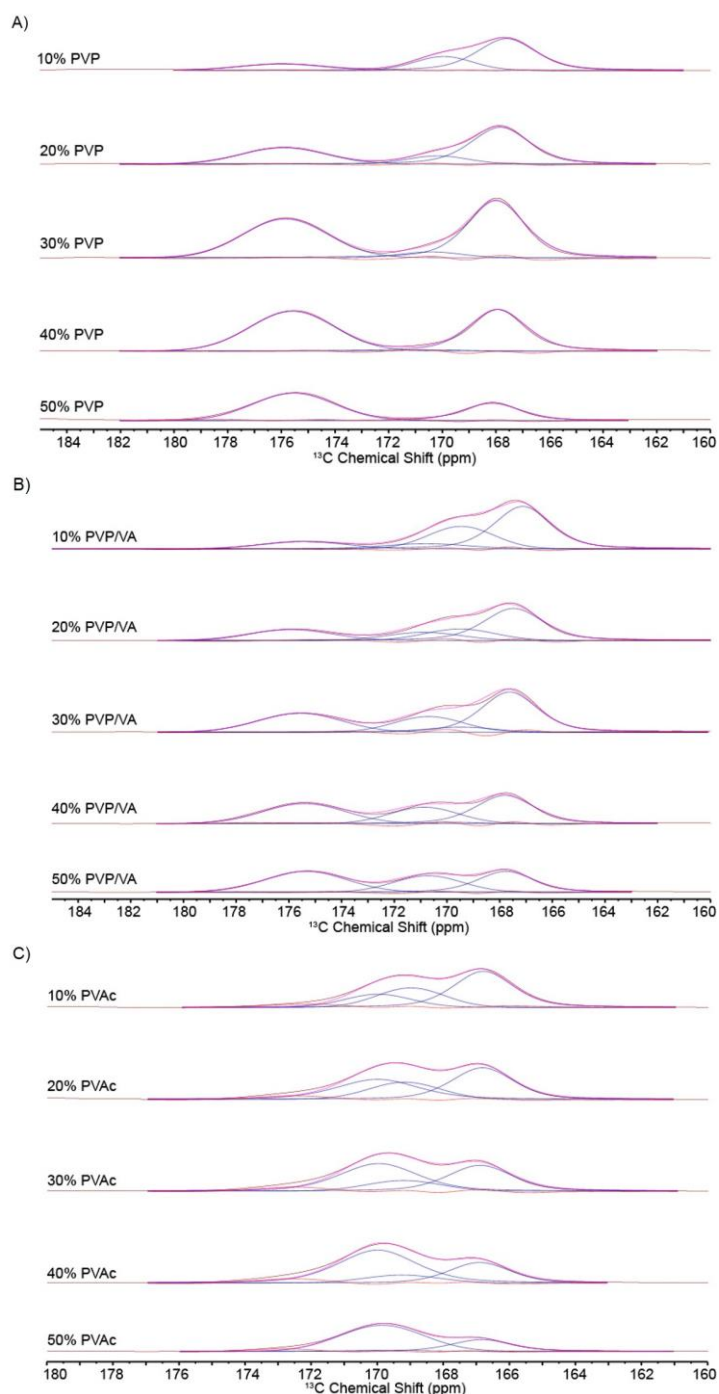 A)
10% PVP
20% PVP
30% PVP
40% PVP
50% PVP
184 182 180 178 176 174 172 170 168 166 164 162 160
¹³C Chemical Shift (ppm)
B)
10% PVP/VA
20% PVP/VA
30% PVP/VA
40% PVP/VA
50% PVP/VA
184 182 180 178 176 174 172 170 168 166 164 162 160
¹³C Chemical Shift (ppm)
C)
10% PVAc
20% PVAc
30% PVAc
40% PVAc
50% PVAc
180 178 176 174 172 170 168 166 164 162 160
¹³C Chemical Shift (ppm)